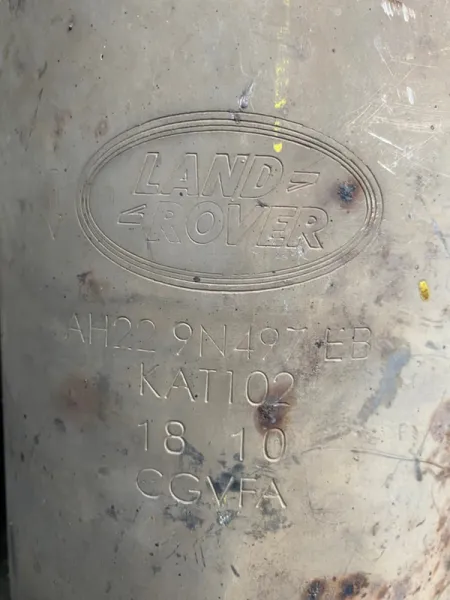 LAND
ROVER
AH22 9N497 EB
KAT102
18 10
CGVFA